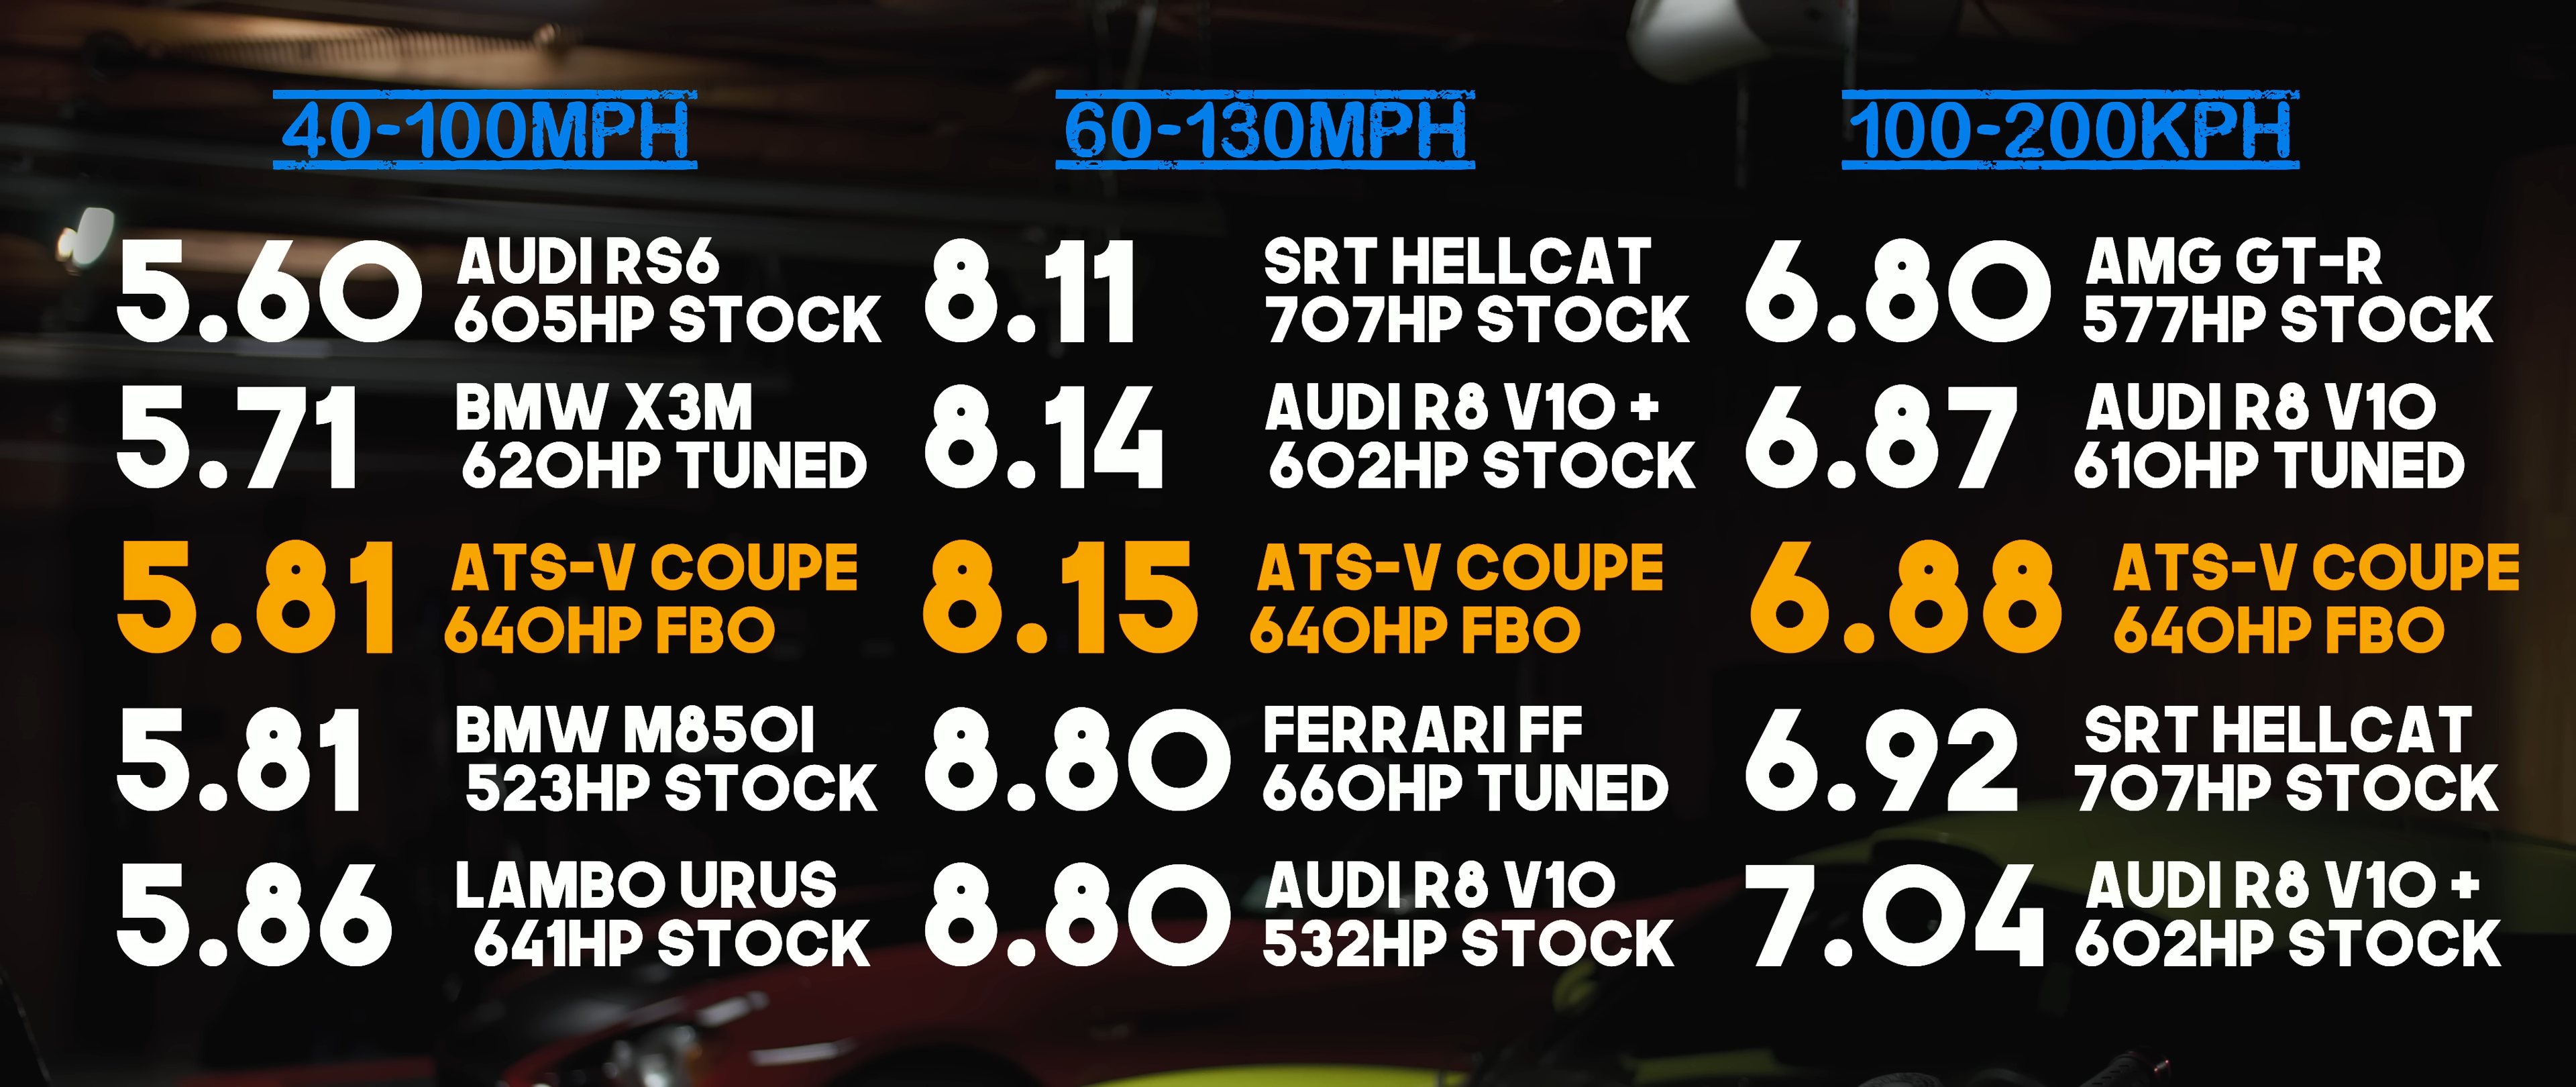 40-100MPH
5.60 AUDI RS6
605HP STOCK
5.71 BMW X3M
620HP TUNED
5.81 ATS-V COUPE
640HP FBO
5.81 BMW M850I
523HP STOCK
5.86 LAMBO URUS
641HP STOCK
60-130MPH
8.11 SRT HELLCAT
707HP STOCK
8.14 AUDI R8 V10 +
602HP STOCK
8.15 ATS-V COUPE
640HP FBO
8.80 FERRARI FF
660HP TUNED
8.80 AUDI R8 V10
532HP STOCK
100-200KPH
6.80 AMG GT-R
577HP STOCK
6.87 AUDI R8 V10
610HP TUNED
6.88 ATS-V COUPE
640HP FBO
6.92 SRT HELLCAT
707HP STOCK
7.04 AUDI R8 V10 +
602HP STOCK